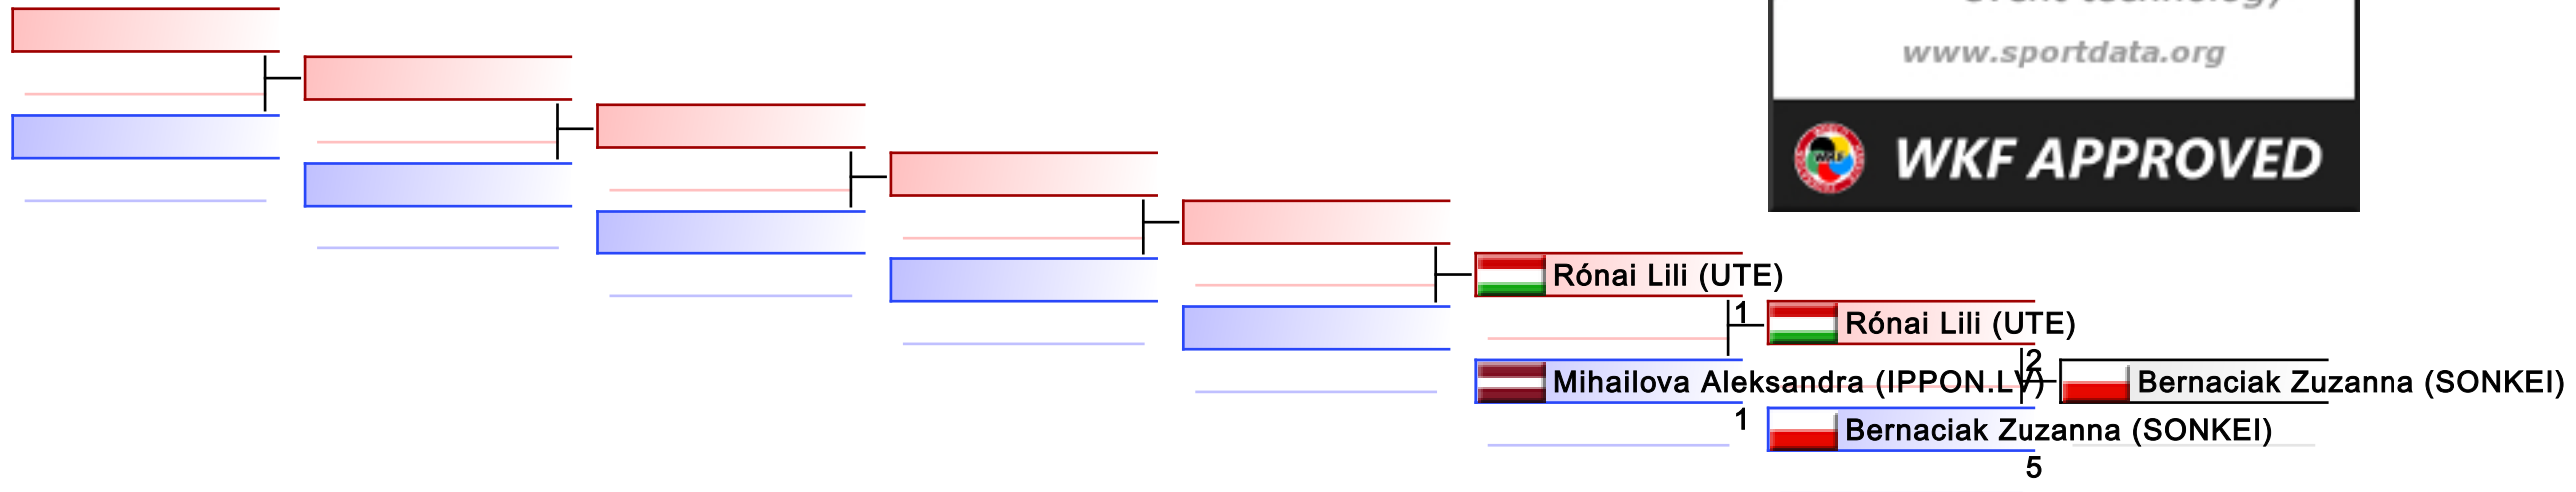 www.sportdata.org
WKF APPROVED
Rónai Lili (UTE)
1
Rónai Lili (UTE)
2
Mihailova Aleksandra (IPPON.LV)
Bernaciak Zuzanna (SONKEI)
1
Bernaciak Zuzanna (SONKEI)
5